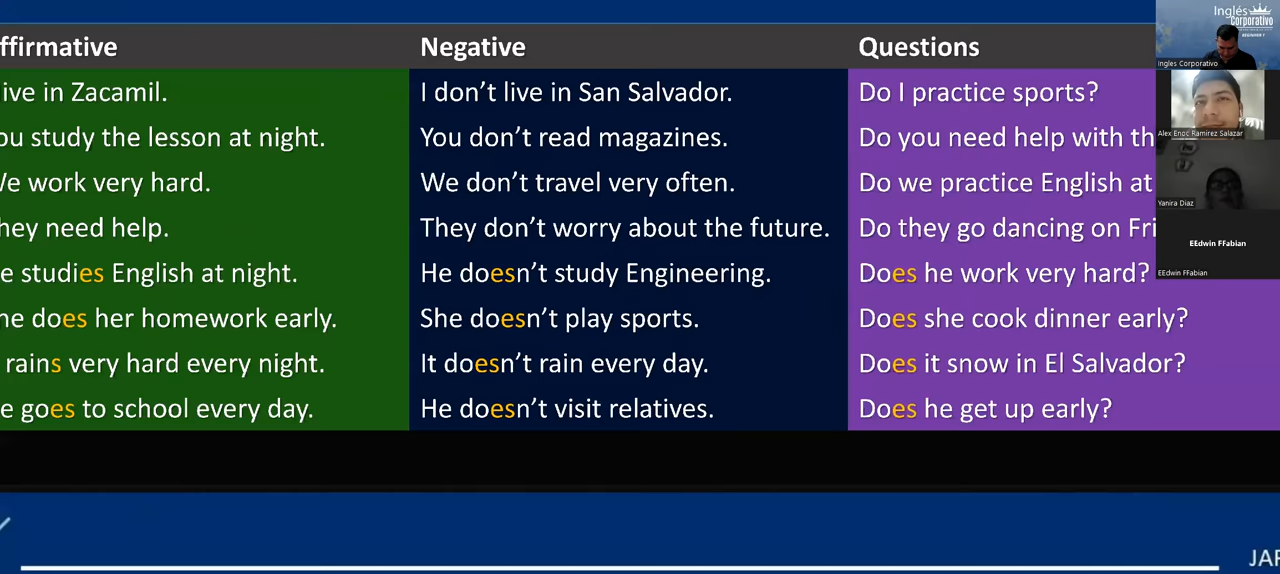 ffirmative
Negative
Questions
ive in Zacamil.
I don't live in San Salvador.
Do I practice sports?
ou study the lesson at night.
You don't read magazines.
Do you need help with th
We work very hard.
We don't travel very often.
Do we practice English at
hey need help.
They don't worry about the future.
Do they go dancing on Fri
e studies English at night.
He doesn't study Engineering.
Does he work very hard?
he does her homework early.
She doesn't play sports.
Does she cook dinner early?
rains very hard every night.
It doesn't rain every day.
Does it snow in El Salvador?
e goes to school every day.
He doesn't visit relatives.
Does he get up early?
Inglés
Corporativo
BEGINNER 1
Ingles Corporativo
Alex Enoc Ramirez Salazar
Yanira Diaz
EEdwin FFabian
EEdwin FFabian
JAP